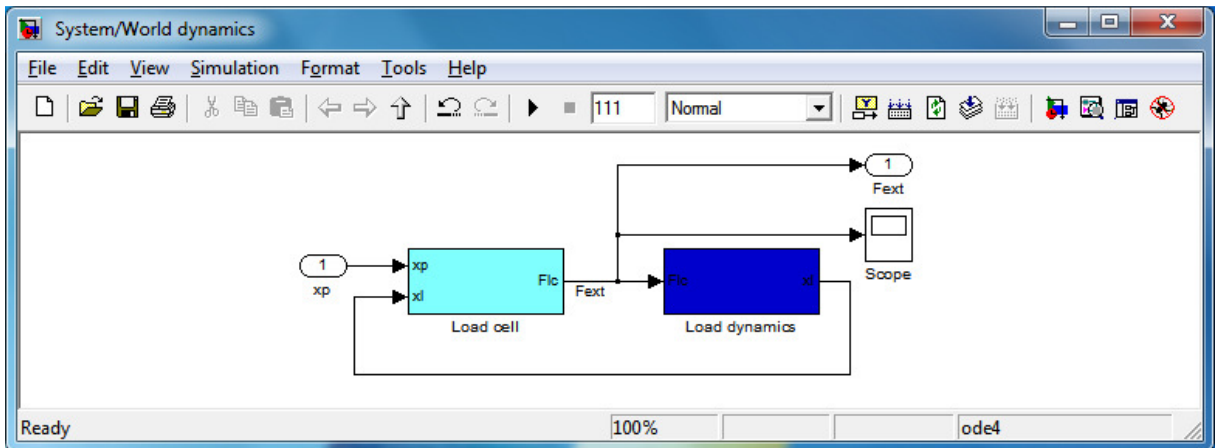 System/World dynamics
File Edit View Simulation Format Tools Help
111 Normal
1
Fext
1
xp
xp
xl
Flc
Load cell
Fext
Flc
xl
Load dynamics
Scope
Ready 100% ode4